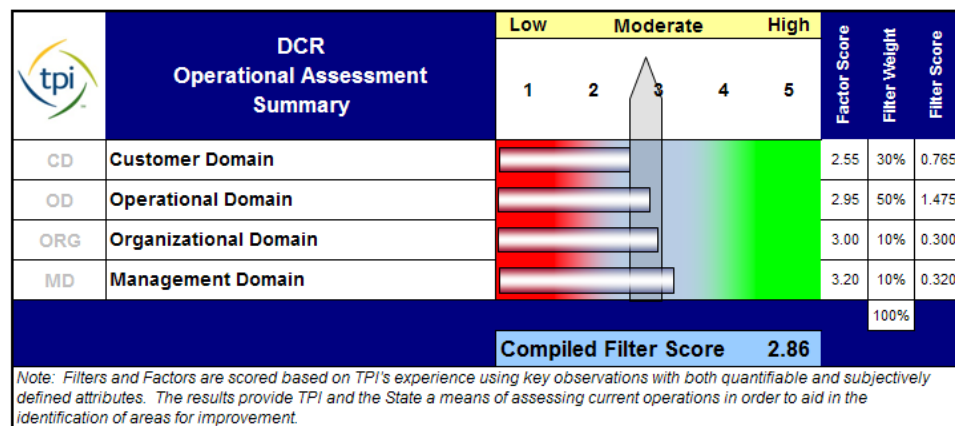 tpi
DCR
Operational Assessment
Summary
Low Moderate High
1 2 3 4 5
Factor Score
Filter Weight
Filter Score
CD Customer Domain 2.55 30% 0.765
OD Operational Domain 2.95 50% 1.475
ORG Organizational Domain 3.00 10% 0.300
MD Management Domain 3.20 10% 0.320
100%
Compiled Filter Score 2.86
Note: Filters and Factors are scored based on TPI's experience using key observations with both quantifiable and subjectively
defined attributes. The results provide TPI and the State a means of assessing current operations in order to aid in the
identification of areas for improvement.